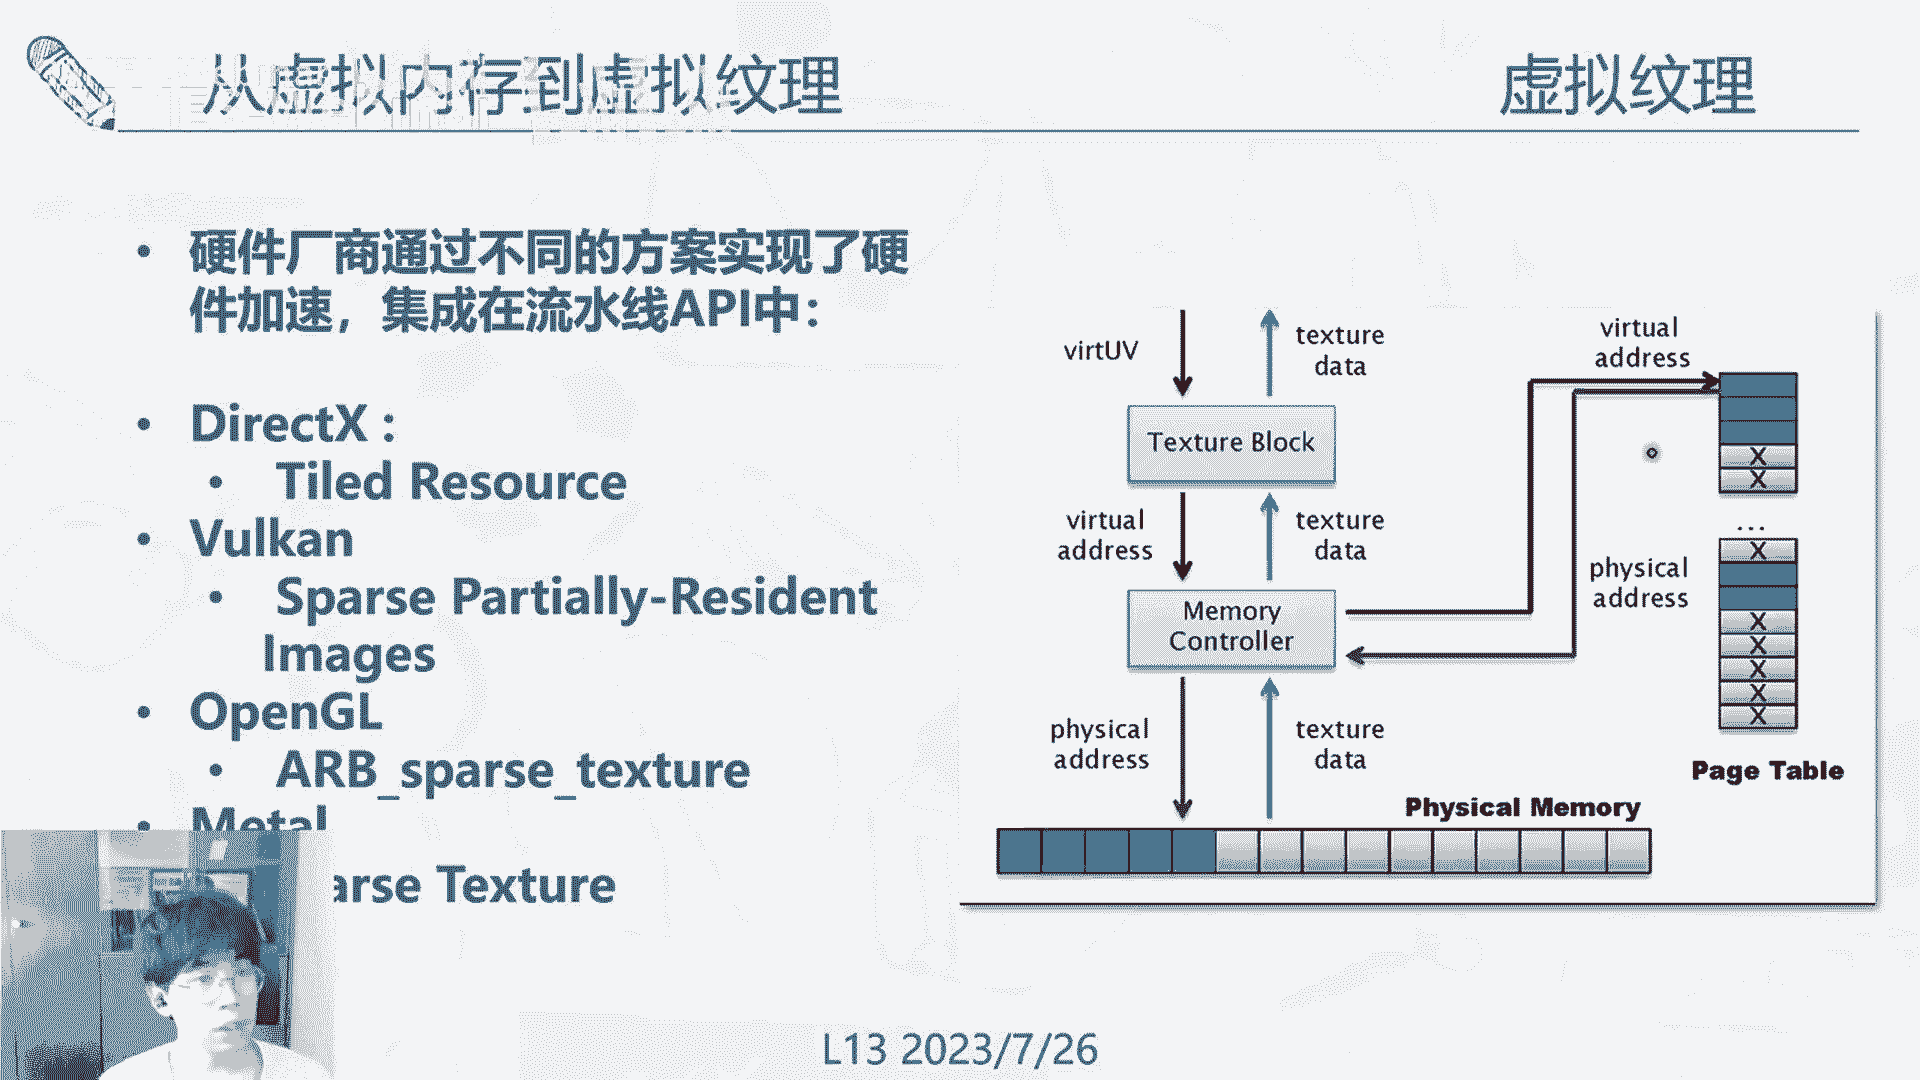 从虚拟内存到虚拟纹理
虚拟纹理
• 硬件厂商通过不同的方案实现了硬
件加速，集成在流水线API中：
• DirectX：
• Tiled Resource
• Vulkan
• Sparse Partially-Resident
Images
• OpenGL
• ARB_sparse_texture
• Metal
arse Texture
virtUV
texture
data
Texture Block
virtual
address
texture
data
Memory
Controller
physical
address
texture
data
virtual
address
physical
address
X
X
...
X
X
X
X
X
X
Page Table
Physical Memory
L13 2023/7/26